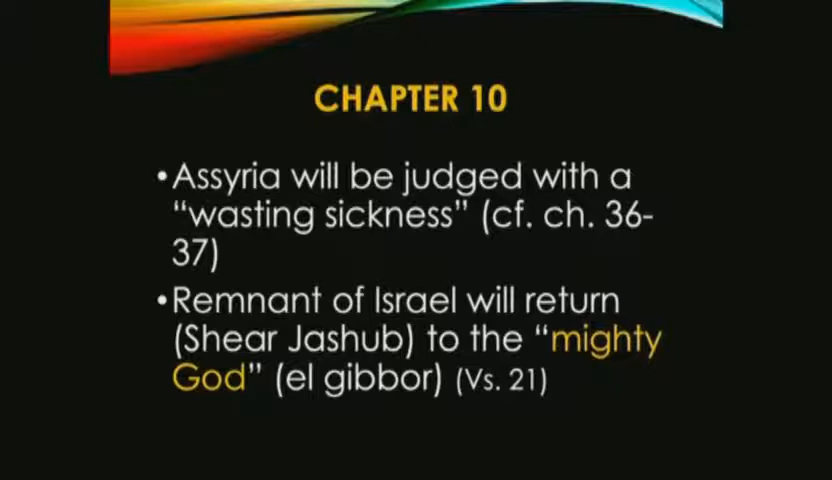 CHAPTER 10
•Assyria will be judged with a
“wasting sickness” (cf. ch. 36-
37)
•Remnant of Israel will return
(Shear Jashub) to the “mighty
God” (el gibbor) (Vs. 21)